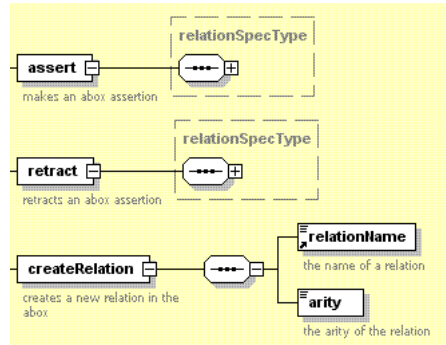 relationSpecType
assert
makes an abox assertion
relationSpecType
retract
retracts an abox assertion
relationName
createRelation
the name of a relation
creates a new relation in the
abox
arity
the arity of the relation